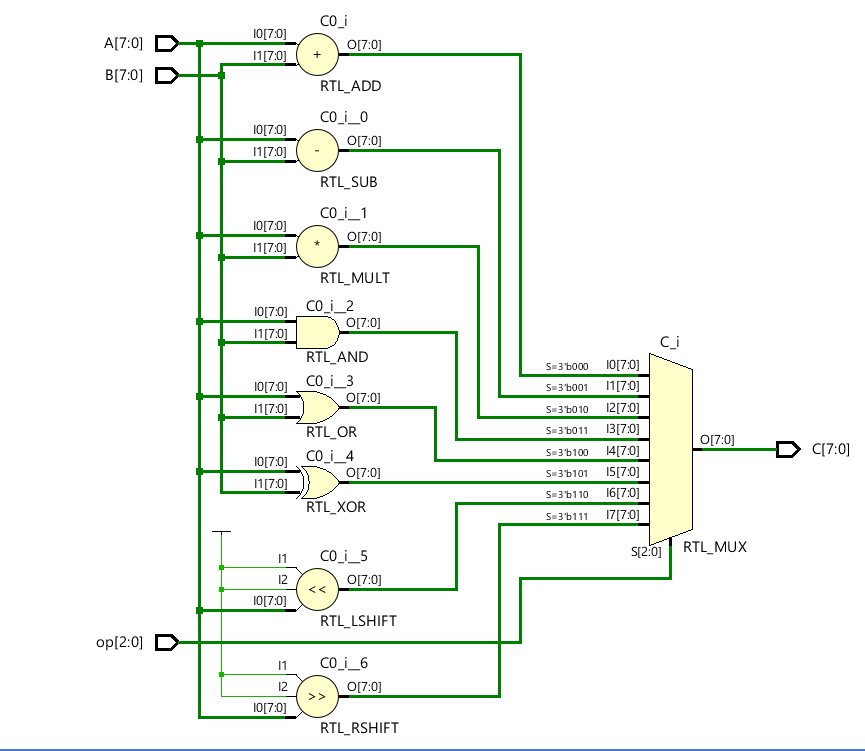 C0_i
A[7:0]
I0[7:0]
O[7:0]
I1[7:0]
+
B[7:0]
RTL_ADD
C0_i__0
I0[7:0]
O[7:0]
I1[7:0]
-
RTL_SUB
C0_i__1
I0[7:0]
O[7:0]
I1[7:0]
*
RTL_MULT
C0_i__2
I0[7:0]
O[7:0]
I1[7:0]
RTL_AND
C0_i__3
I0[7:0]
O[7:0]
I1[7:0]
RTL_OR
C0_i__4
I0[7:0]
O[7:0]
I1[7:0]
RTL_XOR
C0_i__5
I1
I2
O[7:0]
<<
I0[7:0]
RTL_LSHIFT
op[2:0]
C0_i__6
I1
I2
O[7:0]
>>
I0[7:0]
RTL_RSHIFT
C_i
S=3'b000 I0[7:0]
S=3'b001 I1[7:0]
S=3'b010 I2[7:0]
S=3'b011 I3[7:0]
S=3'b100 I4[7:0]
S=3'b101 I5[7:0]
S=3'b110 I6[7:0]
S=3'b111 I7[7:0]
O[7:0]
C[7:0]
S[2:0]
RTL_MUX